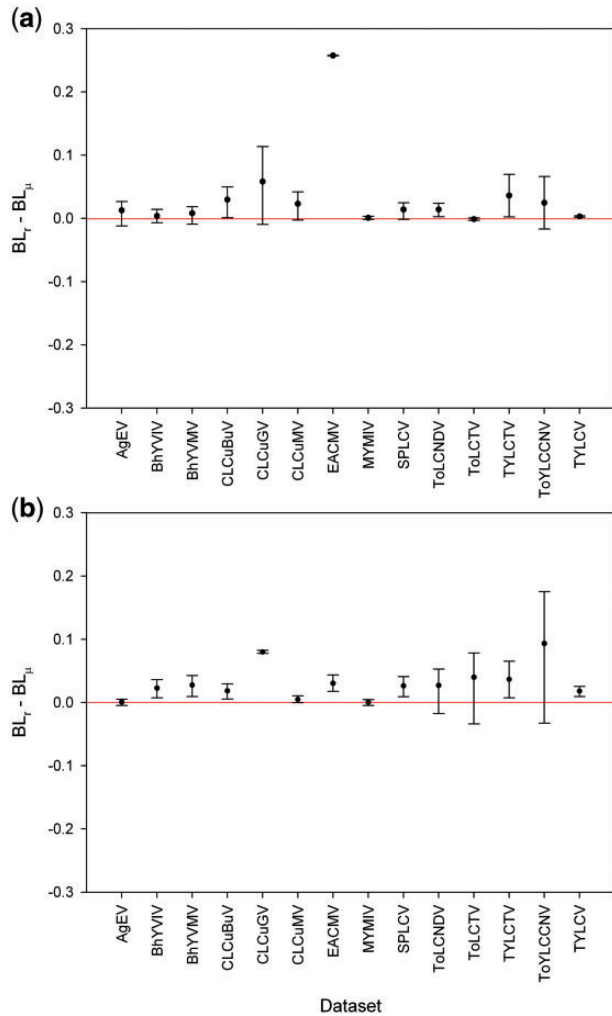 (a)
0.3
0.2
0.1
0.0
-0.1
-0.2
-0.3
BLr - BLμ
AgEV
BhYVIV
BhYVMV
CLCuBuV
CLCuGV
CLCuMV
EACMV
MYMIV
SPLCV
ToLCNDV
ToLCTV
TYLCTV
ToYLCCNV
TYLCV
(b)
0.3
0.2
0.1
0.0
-0.1
-0.2
-0.3
BLr - BLμ
AgEV
BhYVIV
BhYVMV
CLCuBuV
CLCuGV
CLCuMV
EACMV
MYMIV
SPLCV
ToLCNDV
ToLCTV
TYLCTV
ToYLCCNV
TYLCV
Dataset